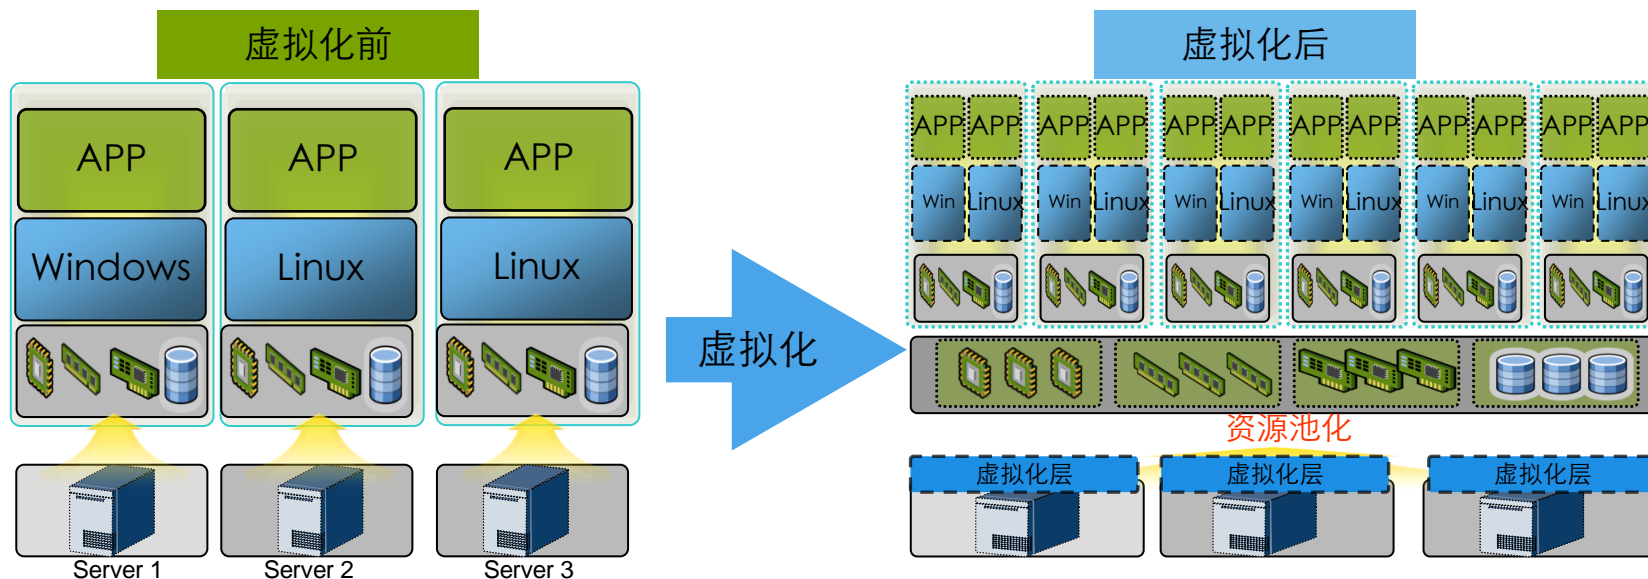 虚拟化前
APP APP APP
Windows Linux Linux
Server 1 Server 2 Server 3
虚拟化
虚拟化后
APP APP APP APP APP APP APP APP APP APP APP APP
Win Linux Win Linux Win Linux Win Linux Win Linux Win Linux
资源池化
虚拟化层 虚拟化层 虚拟化层